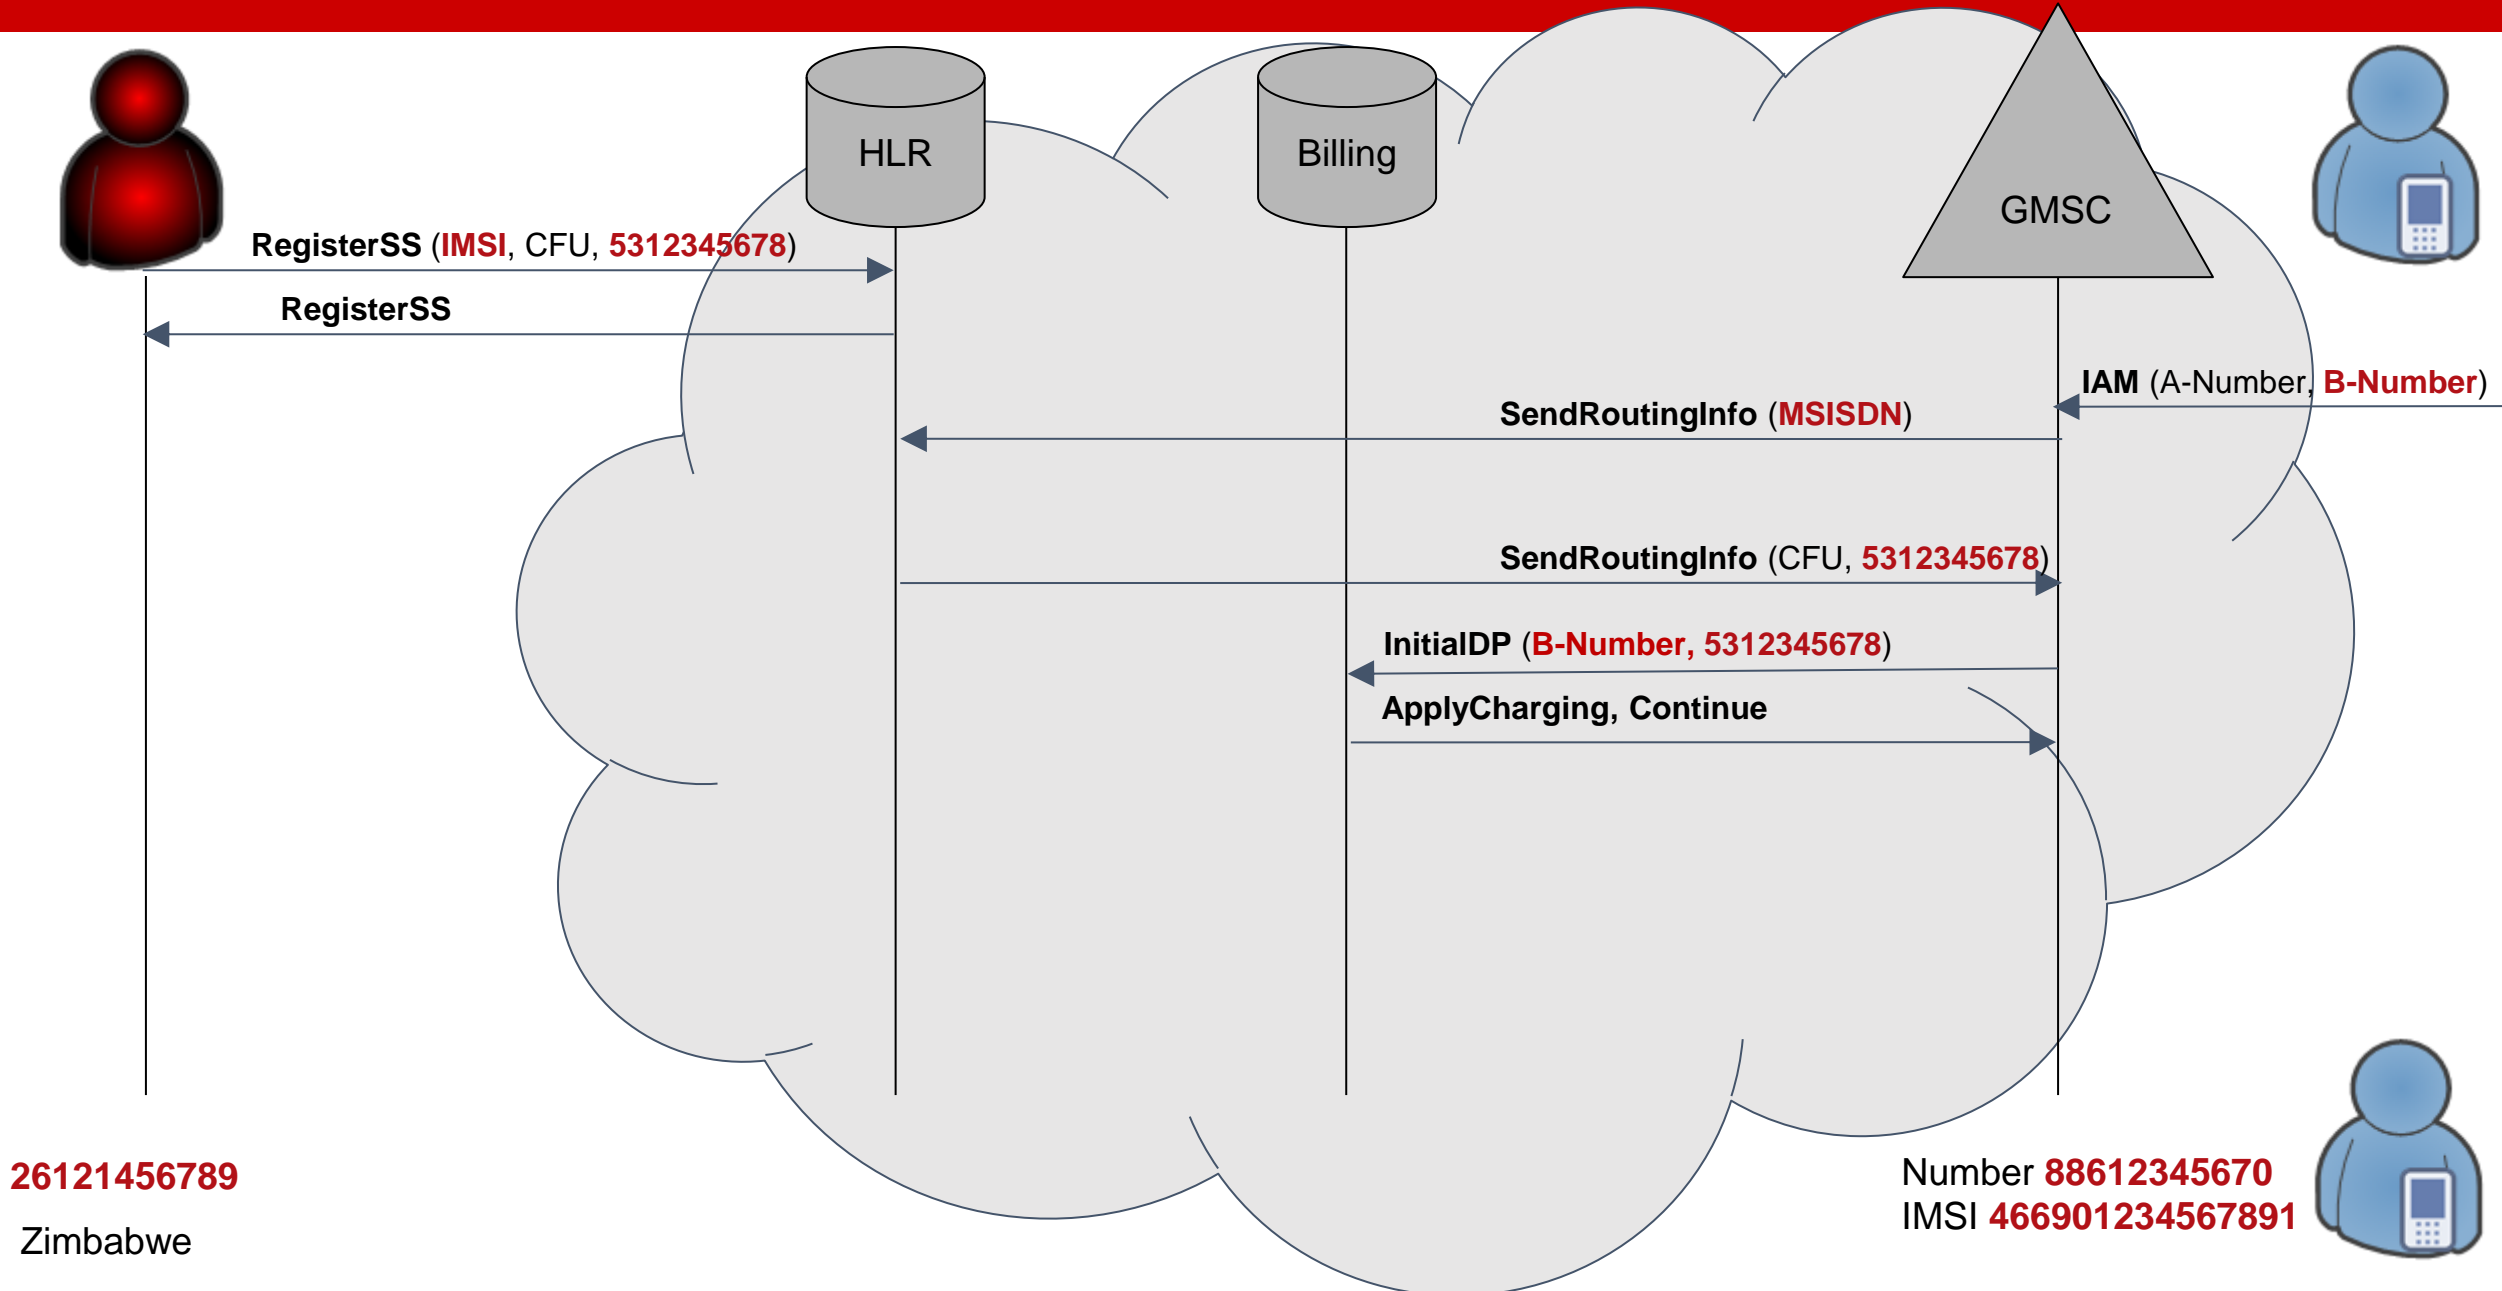 HLR
Billing
GMSC
RegisterSS (IMSI, CFU, 5312345678)
RegisterSS
IAM (A-Number, B-Number)
SendRoutingInfo (MSISDN)
SendRoutingInfo (CFU, 5312345678)
InitialDP (B-Number, 5312345678)
ApplyCharging, Continue
26121456789
Zimbabwe
Number 88612345670
IMSI 466901234567891